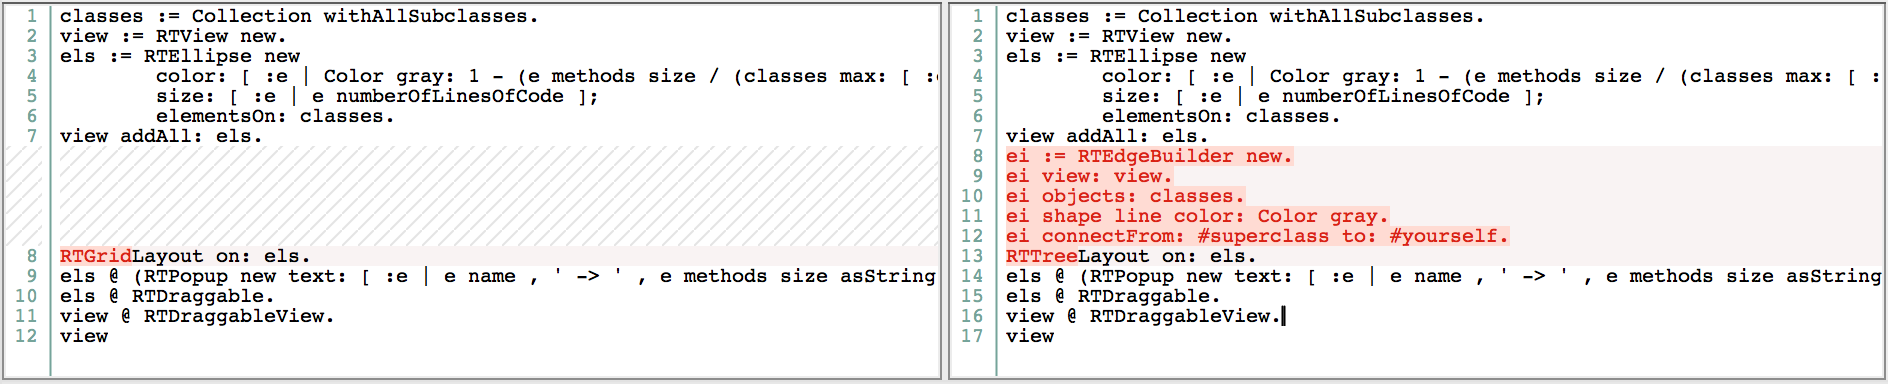 1 classes := Collection withAllSubclasses.
2 view := RTView new.
3 els := RTEllipse new
4 color: [ :e | Color gray: 1 - (e methods size / (classes max: [ :
5 size: [ :e | e numberOfLinesOfCode ];
6 elementsOn: classes.
7 view addAll: els.
8 RTGridLayout on: els.
9 els @ (RTPopup new text: [ :e | e name , ' -> ' , e methods size asString
10 els @ RTDraggable.
11 view @ RTDraggableView.
12 view
1 classes := Collection withAllSubclasses.
2 view := RTView new.
3 els := RTEllipse new
4 color: [ :e | Color gray: 1 - (e methods size / (classes max: [ :
5 size: [ :e | e numberOfLinesOfCode ];
6 elementsOn: classes.
7 view addAll: els.
8 ei := RTEdgeBuilder new.
9 ei view: view.
10 ei objects: classes.
11 ei shape line color: Color gray.
12 ei connectFrom: #superclass to: #yourself.
13 RTTreeLayout on: els.
14 els @ (RTPopup new text: [ :e | e name , ' -> ' , e methods size asString
15 els @ RTDraggable.
16 view @ RTDraggableView.
17 view